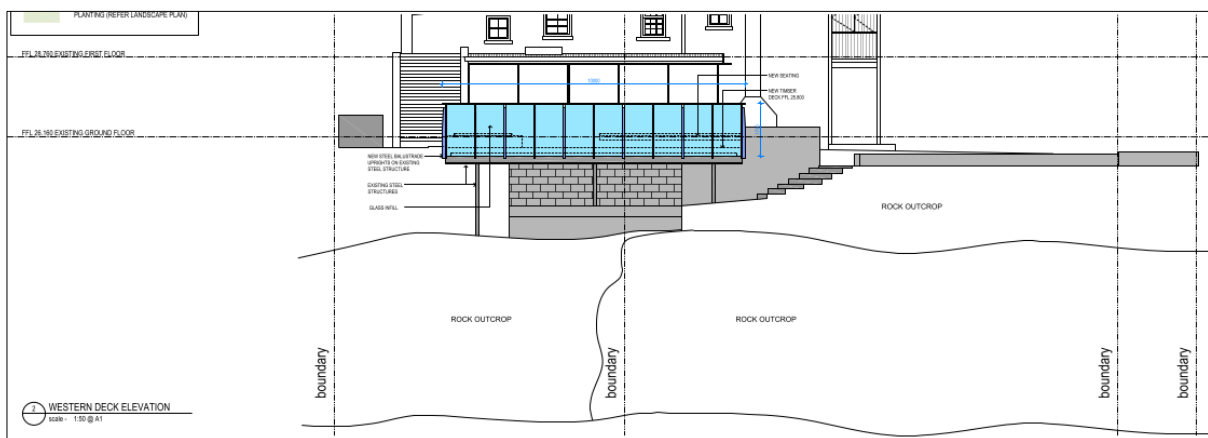 PLANTING (REFER LANDSCAPE PLAN)
FFL 28.760 EXISTING FIRST FLOOR
NEW SEATING
NEW TIMBER
DECK FFL 25.800
FFL 26.160 EXISTING GROUND FLOOR
NEW STEEL BALUSTRADE
UPRIGHTS ON EXISTING
STEEL STRUCTURE
EXISTING STEEL
STRUCTURES
GLASS INFILL
ROCK OUTCROP
ROCK OUTCROP
ROCK OUTCROP
boundary
boundary
boundary
boundary
2
WESTERN DECK ELEVATION
scale - 1:50 @ A1